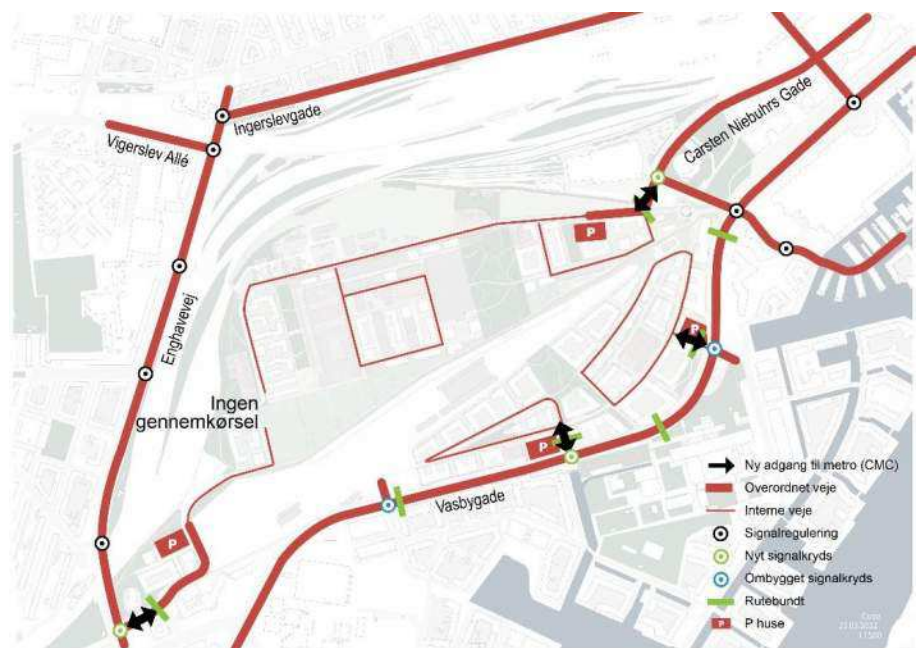 Ingerslevgade
Vigerslev Allé
Carsten Niebuhrs Gade
Enghavevej
Ingen
gennemkørsel
Vasbygade
P
P
P
P
Ny adgang til metro (CMC)
Overordnet veje
Interne veje
Signalregulering
Nyt signalkryds
Ombygget signalkryds
Rutebundt
P P huse